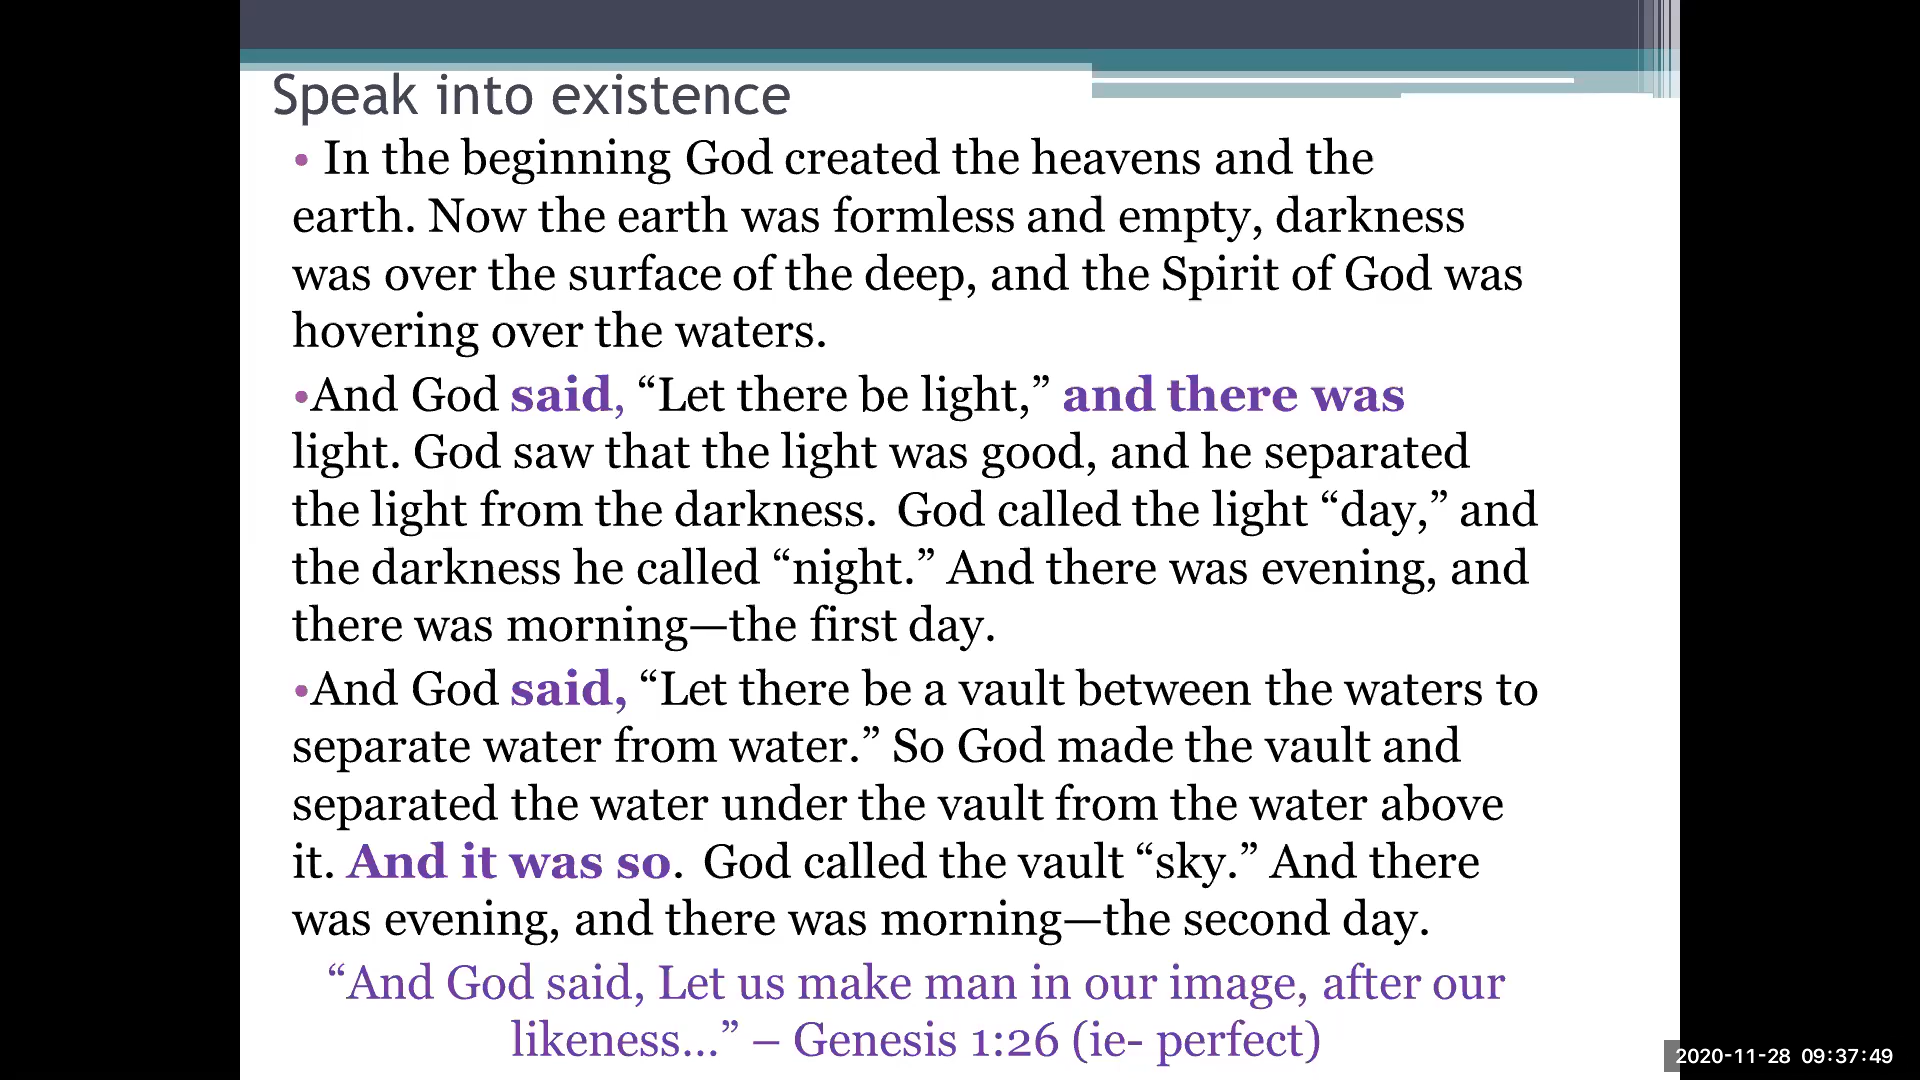 Speak into existence
• In the beginning God created the heavens and the
earth. Now the earth was formless and empty, darkness
was over the surface of the deep, and the Spirit of God was
hovering over the waters.
•And God said, “Let there be light,” and there was
light. God saw that the light was good, and he separated
the light from the darkness.  God called the light “day,” and
the darkness he called “night.” And there was evening, and
there was morning—the first day.
•And God said, “Let there be a vault between the waters to
separate water from water.” So God made the vault and
separated the water under the vault from the water above
it. And it was so.  God called the vault “sky.” And there
was evening, and there was morning—the second day.
“And God said, Let us make man in our image, after our
likeness…” – Genesis 1:26 (ie- perfect)
2020-11-28 09:37:49